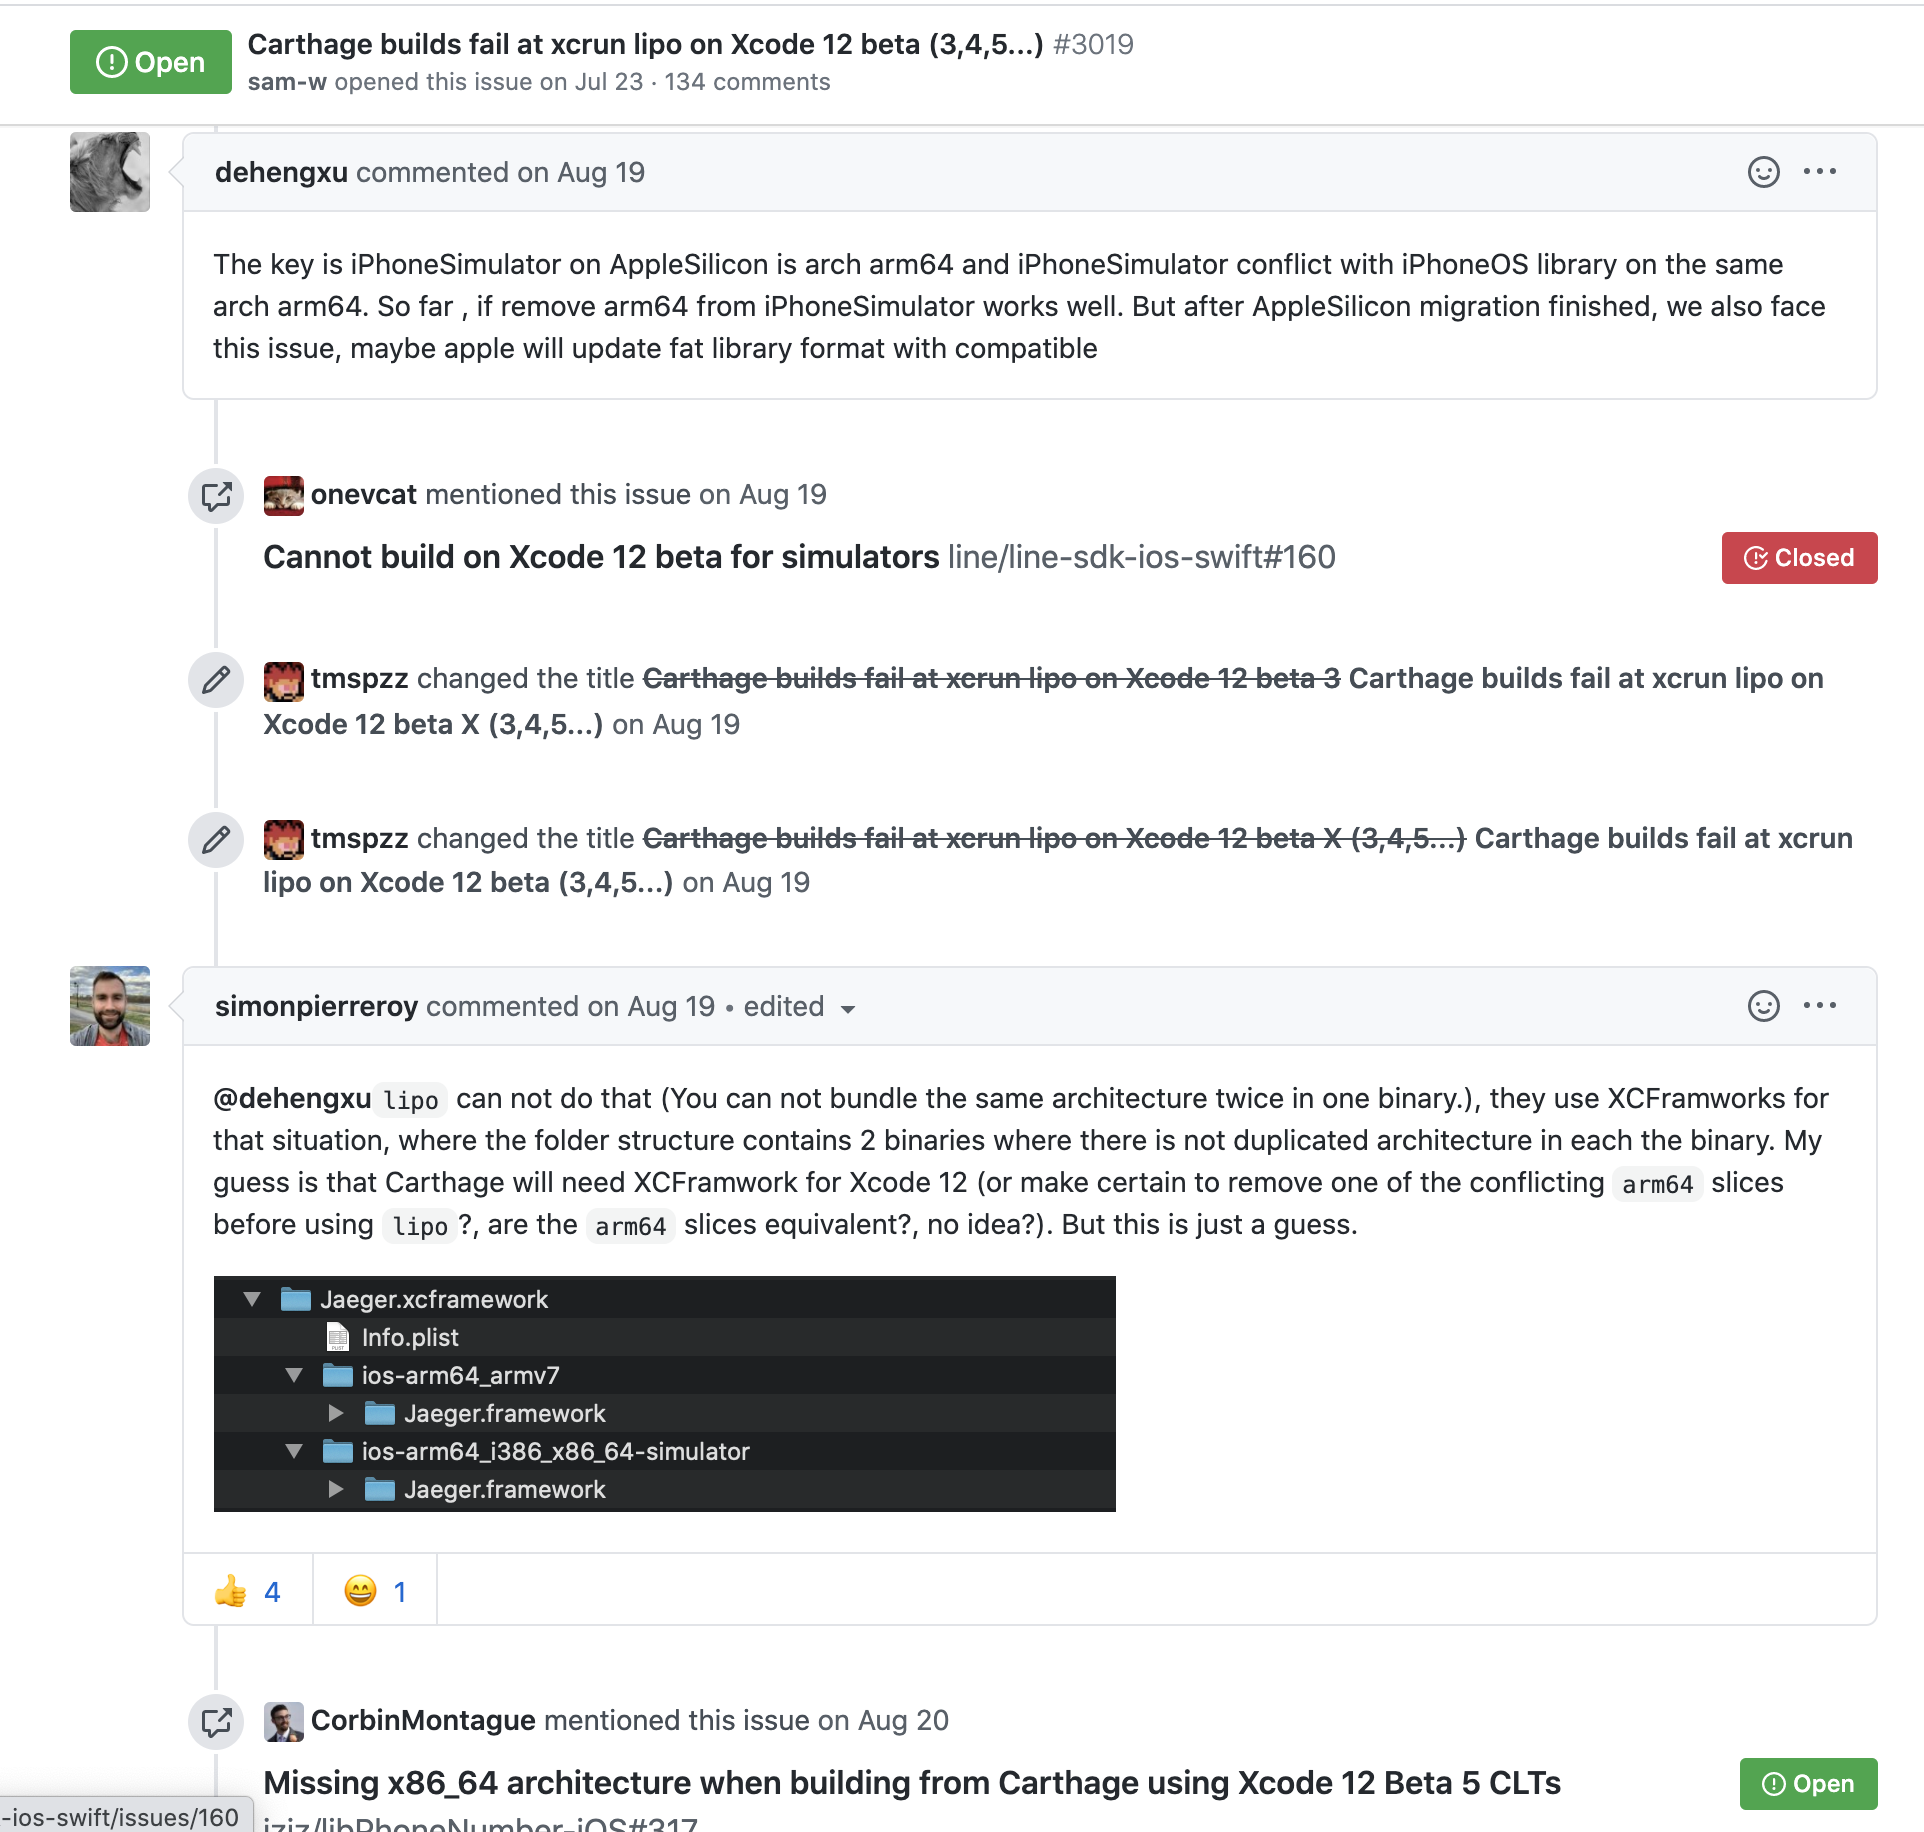 Open
Carthage builds fail at xcrun lipo on Xcode 12 beta (3,4,5...) #3019
sam-w opened this issue on Jul 23 · 134 comments
dehengxu commented on Aug 19
The key is iPhoneSimulator on AppleSilicon is arch arm64 and iPhoneSimulator conflict with iPhoneOS library on the same
arch arm64. So far , if remove arm64 from iPhoneSimulator works well. But after AppleSilicon migration finished, we also face
this issue, maybe apple will update fat library format with compatible
onevcat mentioned this issue on Aug 19
Cannot build on Xcode 12 beta for simulators line/line-sdk-ios-swift#160
Closed
tmspzz changed the title Carthage builds fail at xcrun lipo on Xcode 12 beta 3 Carthage builds fail at xcrun lipo on
Xcode 12 beta X (3,4,5...) on Aug 19
tmspzz changed the title Carthage builds fail at xcrun lipo on Xcode 12 beta X (3,4,5...) Carthage builds fail at xcrun
lipo on Xcode 12 beta (3,4,5...) on Aug 19
simonpierreroy commented on Aug 19 • edited
@dehengxu lipo can not do that (You can not bundle the same architecture twice in one binary.), they use XCFramworks for
that situation, where the folder structure contains 2 binaries where there is not duplicated architecture in each the binary. My
guess is that Carthage will need XCFramwork for Xcode 12 (or make certain to remove one of the conflicting arm64 slices
before using lipo?, are the arm64 slices equivalent?, no idea?). But this is just a guess.
Jaeger.xcframework
Info.plist
ios-arm64_armv7
Jaeger.framework
ios-arm64_i386_x86_64-simulator
Jaeger.framework
👍 4 😄 1
CorbinMontague mentioned this issue on Aug 20
Missing x86_64 architecture when building from Carthage using Xcode 12 Beta 5 CLTs
Open
iziz/libPhoneNumber-iOS#317
-ios-swift/issues/160